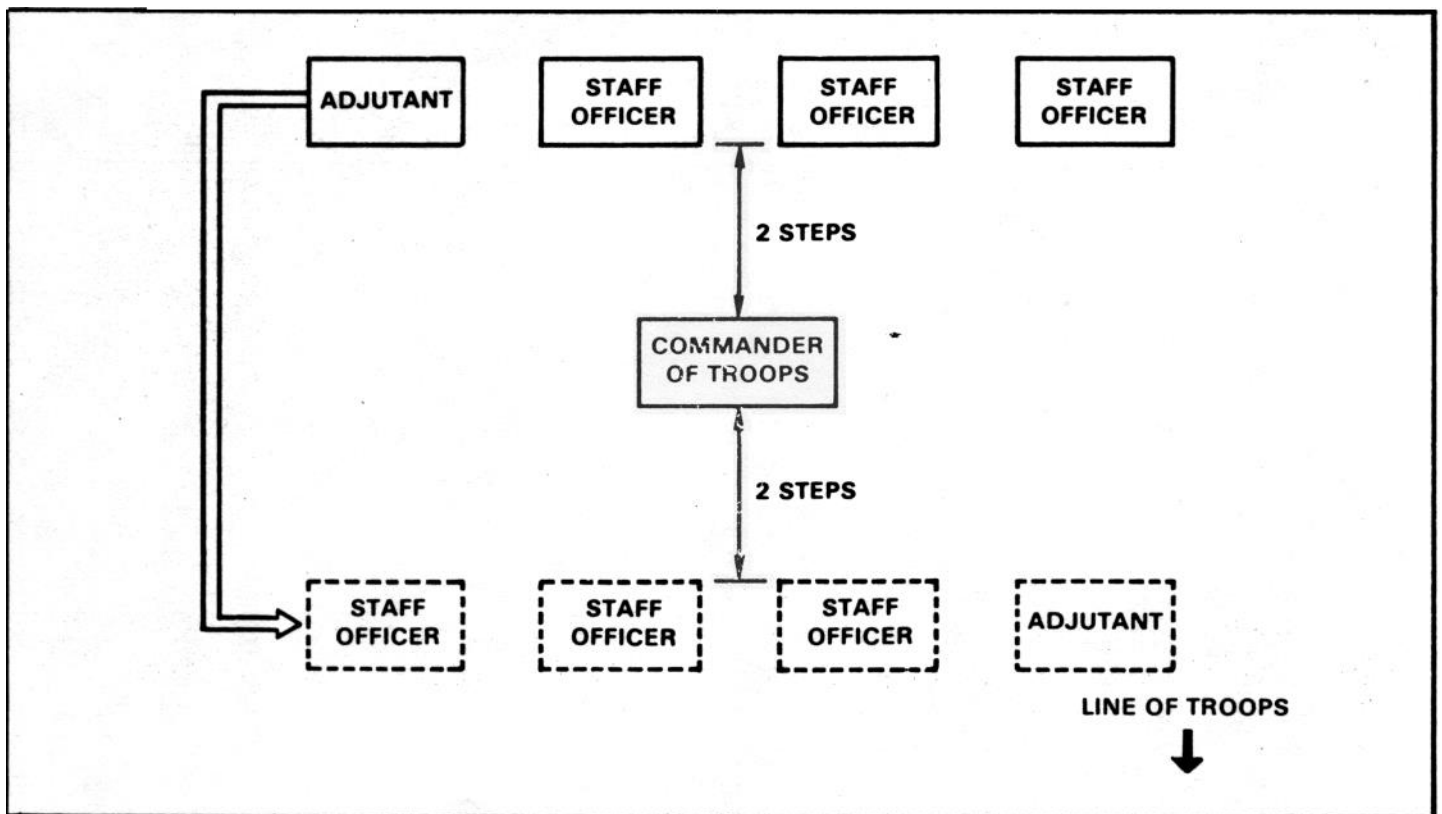 ADJUTANT
STAFF
OFFICER
STAFF
OFFICER
STAFF
OFFICER
2 STEPS
COMMANDER
OF TROOPS
2 STEPS
STAFF
OFFICER
STAFF
OFFICER
STAFF
OFFICER
ADJUTANT
LINE OF TROOPS